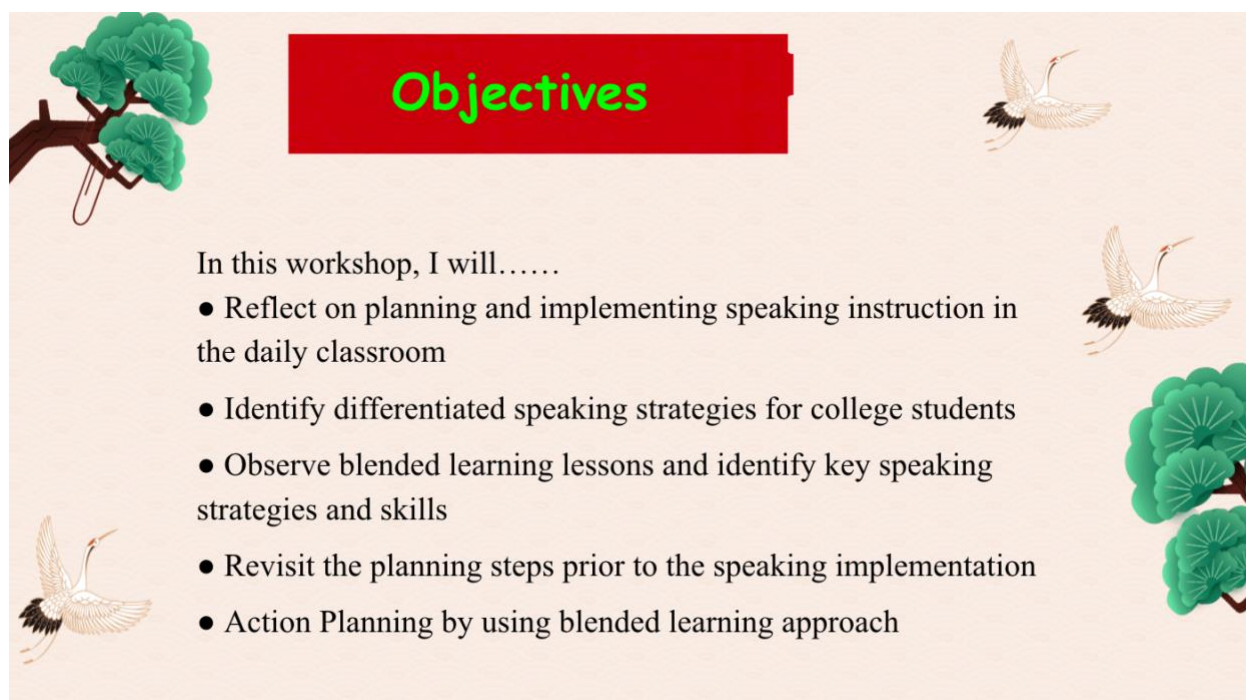 Objectives
In this workshop, I will……
● Reflect on planning and implementing speaking instruction in
the daily classroom
● Identify differentiated speaking strategies for college students
● Observe blended learning lessons and identify key speaking
strategies and skills
● Revisit the planning steps prior to the speaking implementation
● Action Planning by using blended learning approach